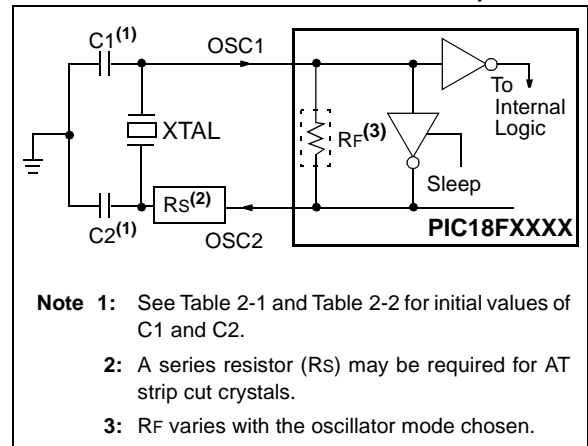 C1(1)
OSC1
To
Internal
Logic
XTAL
RF(3)
Sleep
RS(2)
C2(1)
OSC2
PIC18FXXXX
Note 1: See Table 2-1 and Table 2-2 for initial values of
C1 and C2.
2: A series resistor (RS) may be required for AT
strip cut crystals.
3: RF varies with the oscillator mode chosen.